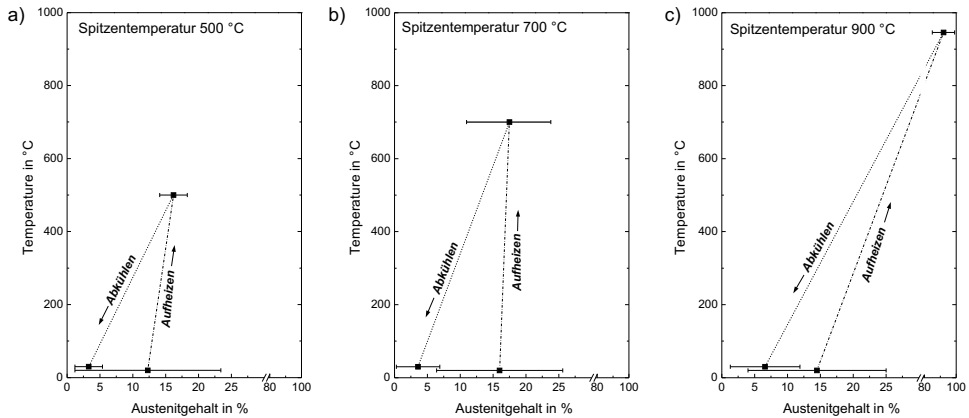 a)
Spitzentemperatur 500 °C
1000
800
600
400
200
0
Temperature in °C
Abkühlen
Aufheizen
0 5 10 15 20 25 80 100
Austenitgehalt in %
b)
Spitzentemperatur 700 °C
1000
800
600
400
200
0
Temperature in °C
Abkühlen
Aufheizen
0 5 10 15 20 25 80 100
Austenitgehalt in %
c)
Spitzentemperatur 900 °C
1000
800
600
400
200
0
Temperature in °C
Abkühlen
Aufheizen
0 5 10 15 20 25 80 100
Austenitgehalt in %